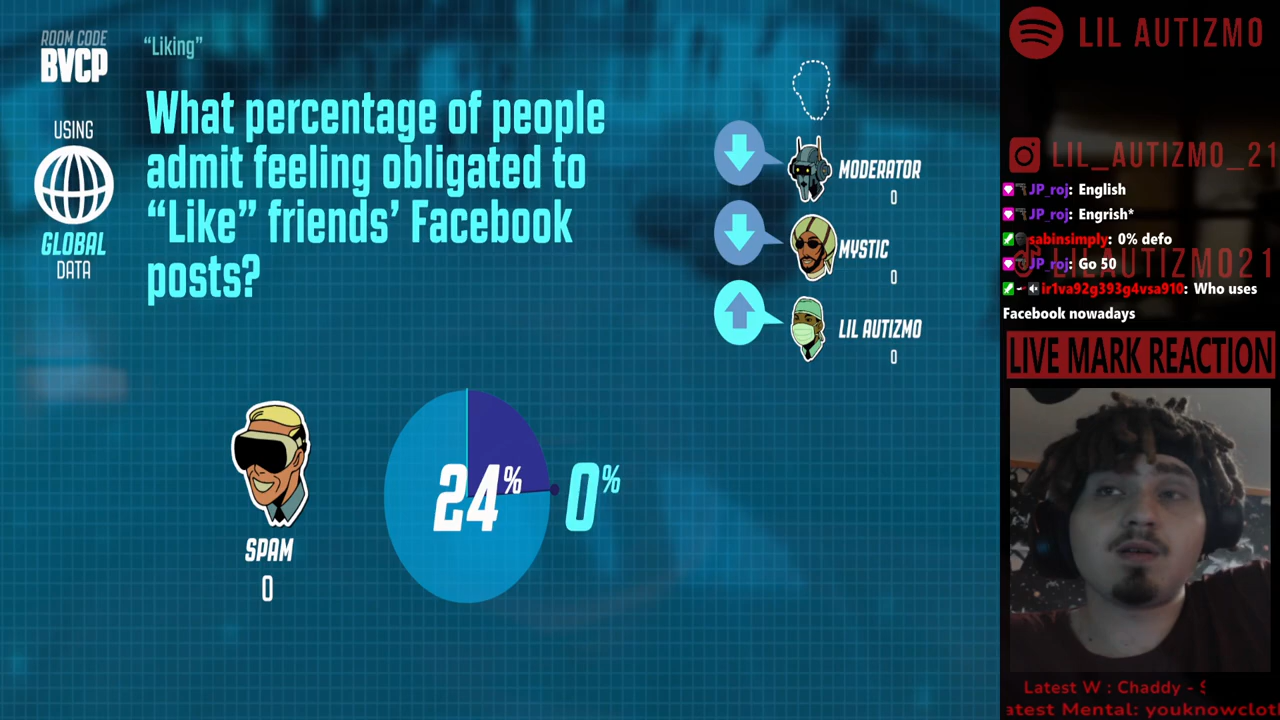 ROOM CODE
BVCP
“Liking”
USING
GLOBAL
DATA
What percentage of people
admit feeling obligated to
“Like” friends’ Facebook
posts?
MODERATOR
0
MYSTIC
0
LIL AUTIZMO
0
24%
0%
SPAM
0
LIL AUTIZMO
LIL_AUTIZMO_21
LILAUTIZMO21
JP_roj: English
JP_roj: Engrish*
sabinsimply: 0% defo
JP_roj: Go 50
ir1va92g393g4vsa910: Who uses
Facebook nowadays
LIVE MARK REACTION
Latest W : Chaddy -
atest Mental: youknowclot